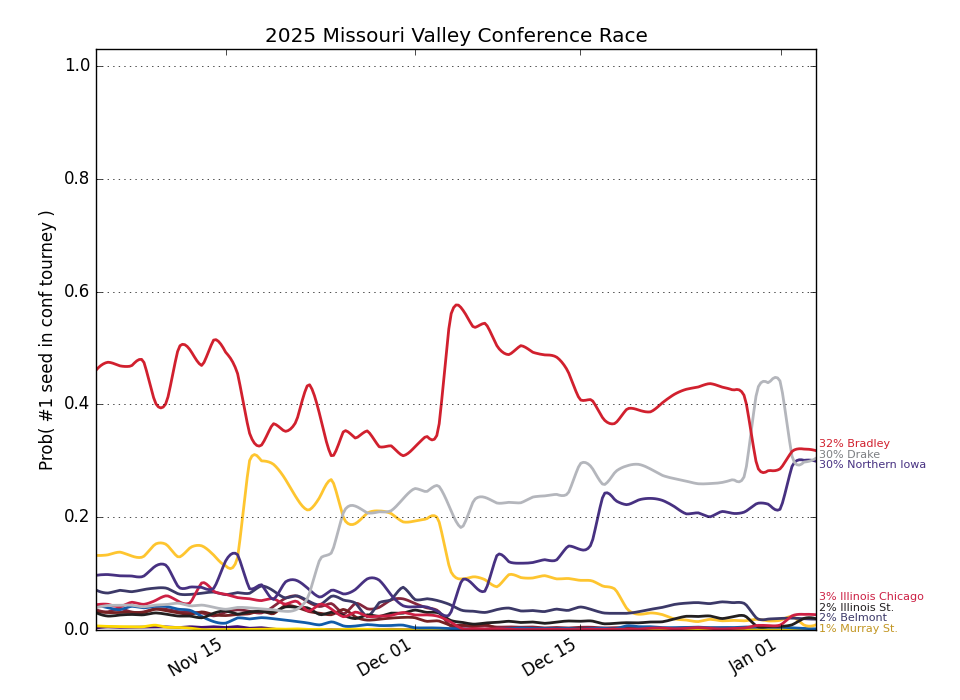 2025 Missouri Valley Conference Race
Prob( #1 seed in conf tourney )
1.0
0.8
0.6
0.4
0.2
0.0
Nov 15
Dec 01
Dec 15
Jan 01
32% Bradley
30% Drake
30% Northern Iowa
3% Illinois Chicago
2% Illinois St.
2% Belmont
1% Murray St.